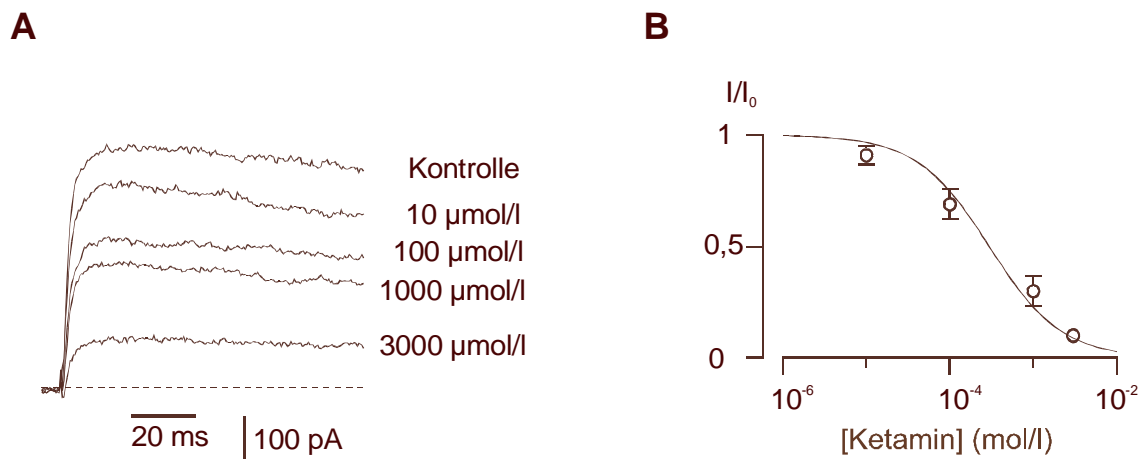 A
Kontrolle
10 µmol/l
100 µmol/l
1000 µmol/l
3000 µmol/l
20 ms
100 pA
B
I/I₀
1
0,5
0
10⁻⁶
10⁻⁴
10⁻²
[Ketamin] (mol/l)